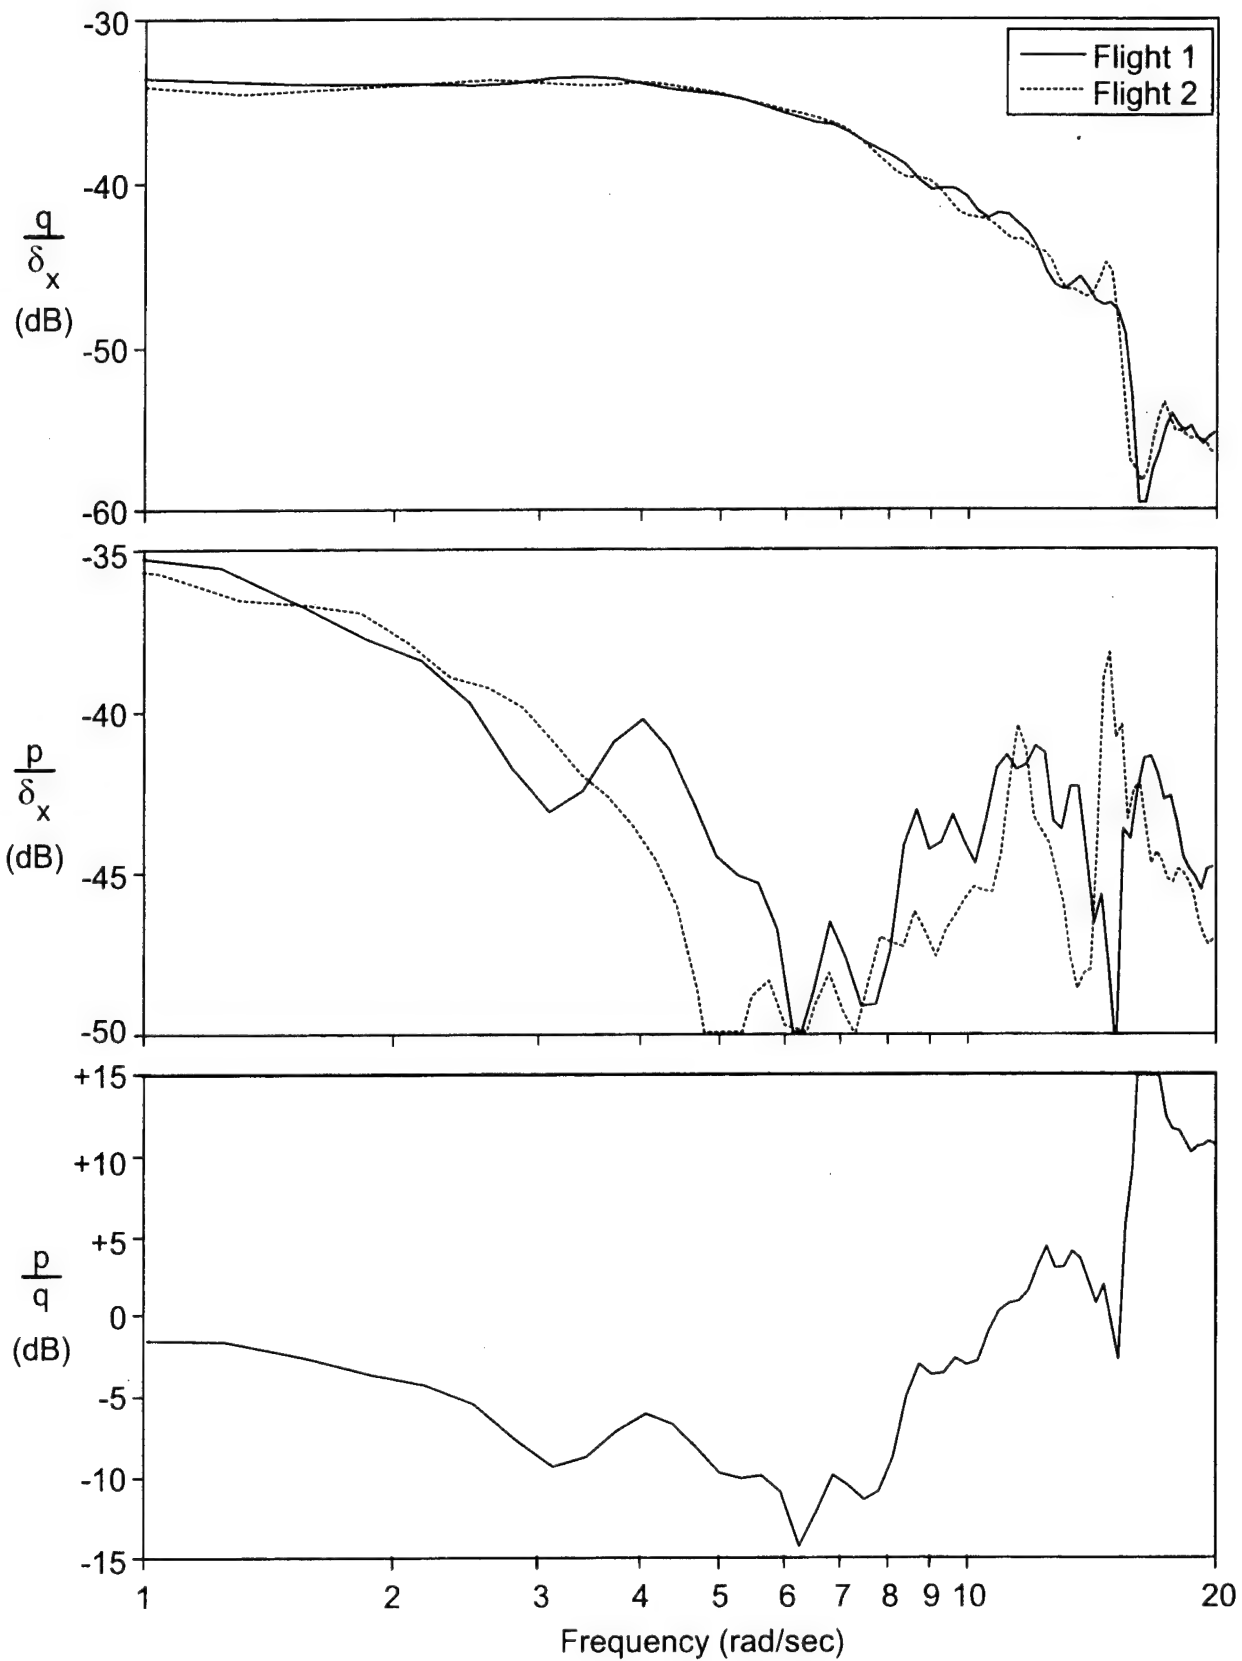 -30
-40
-50
-60
q
δx
(dB)
Flight 1
Flight 2
-35
-40
-45
-50
p
δx
(dB)
+15
+10
+5
0
-5
-10
-15
p
q
(dB)
1 2 3 4 5 6 7 8 9 10 20
Frequency (rad/sec)